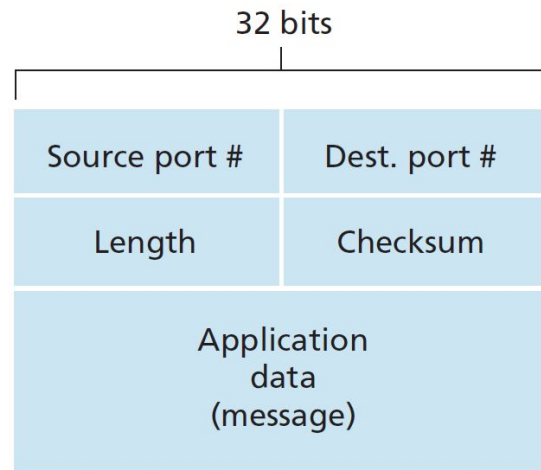 32 bits
Source port #
Dest. port #
Length
Checksum
Application
data
(message)